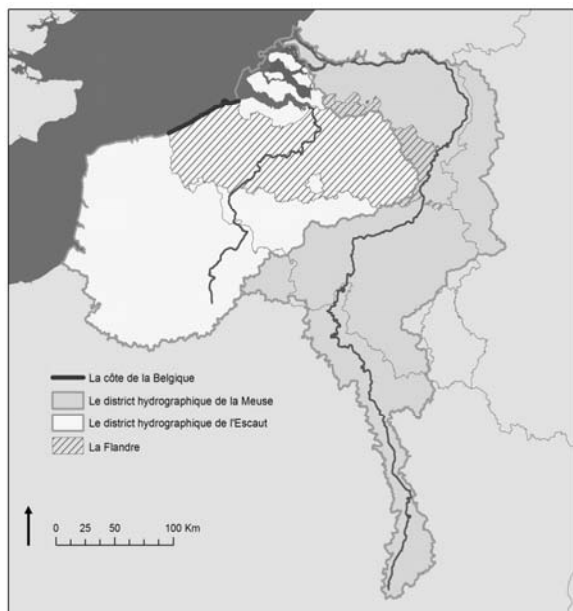 La côte de la Belgique
Le district hydrographique de la Meuse
Le district hydrographique de l'Escaut
La Flandre
0 25 50 100 Km